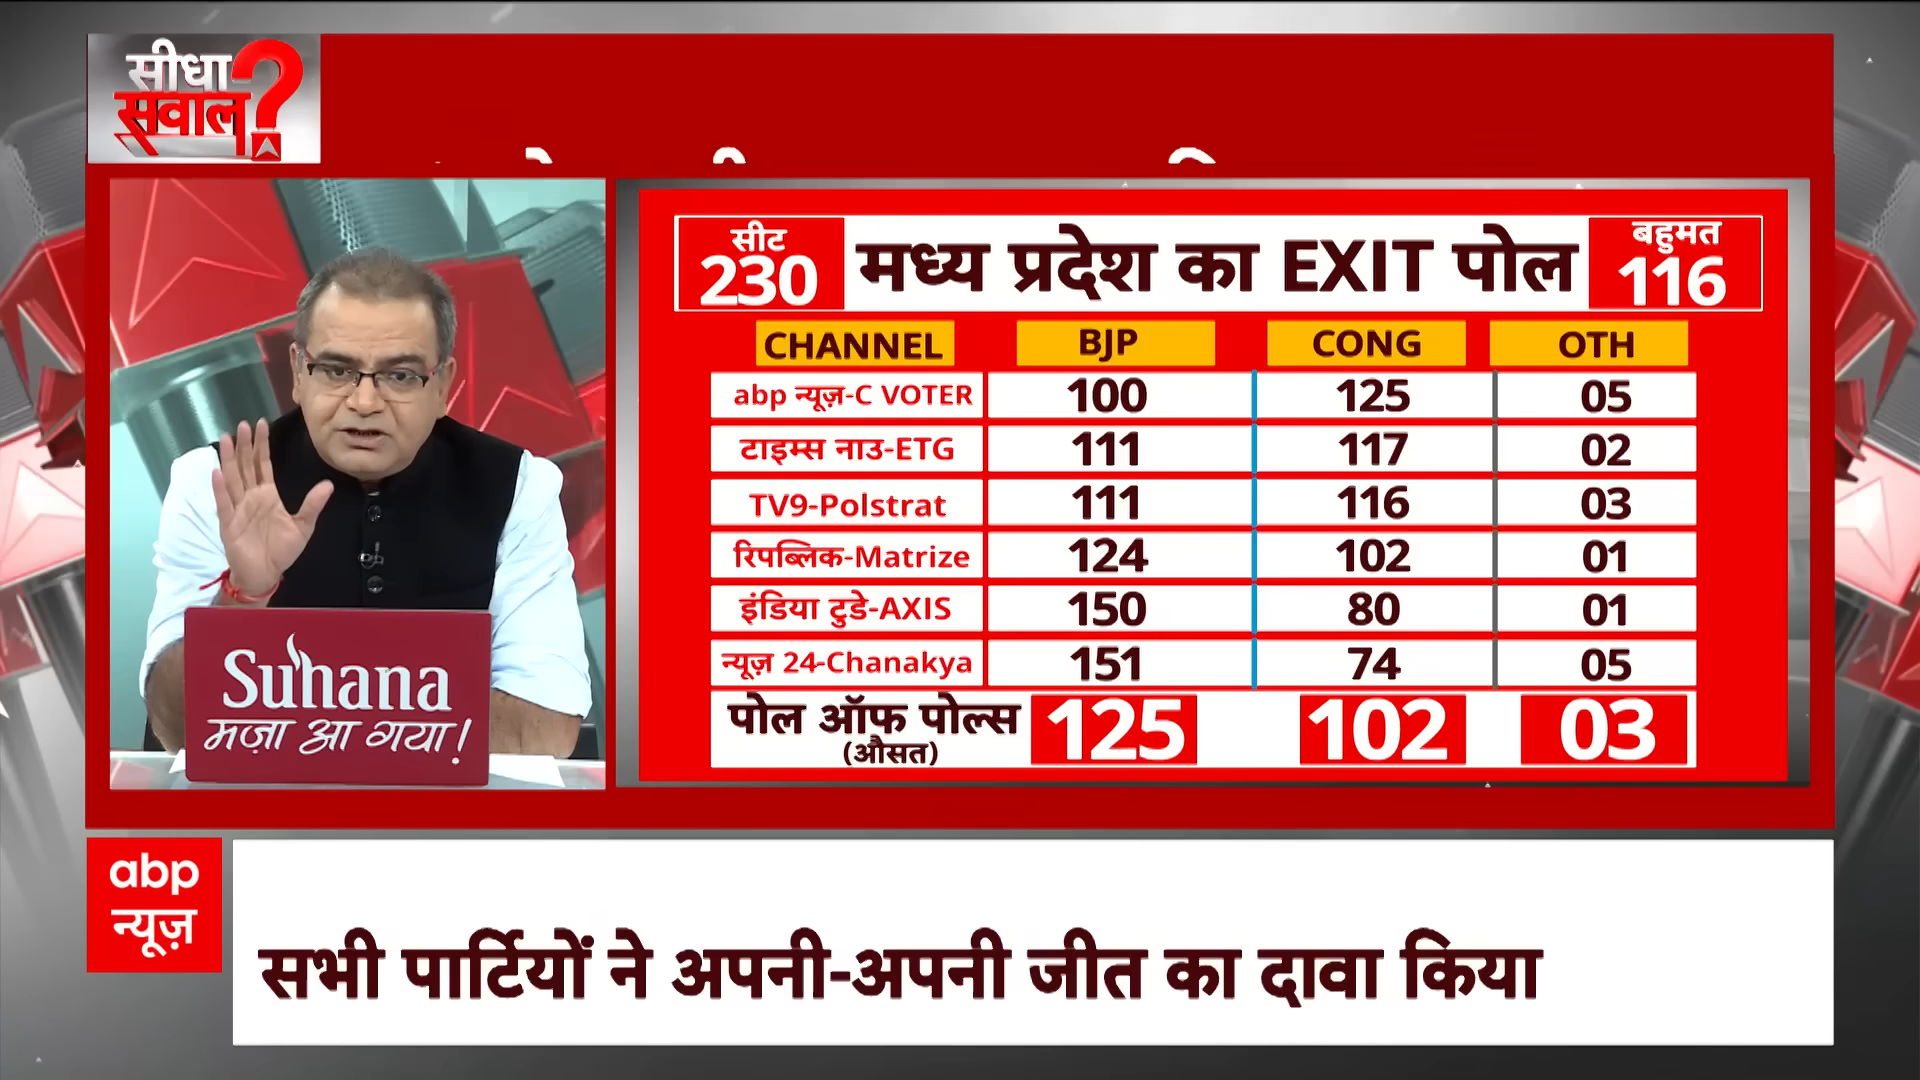 सीधा
सवाल?
सीट
230
मध्य प्रदेश का EXIT पोल
बहुमत
116
CHANNEL BJP CONG OTH
abp न्यूज़-C VOTER 100 125 05
टाइम्स नाउ-ETG 111 117 02
TV9-Polstrat 111 116 03
रिपब्लिक-Matrize 124 102 01
इंडिया टुडे-AXIS 150 80 01
न्यूज़ 24-Chanakya 151 74 05
पोल ऑफ पोल्स 125 102 03
(औसत)
Suhana
मज़ा आ गया!
abp
न्यूज़
सभी पार्टियों ने अपनी-अपनी जीत का दावा किया